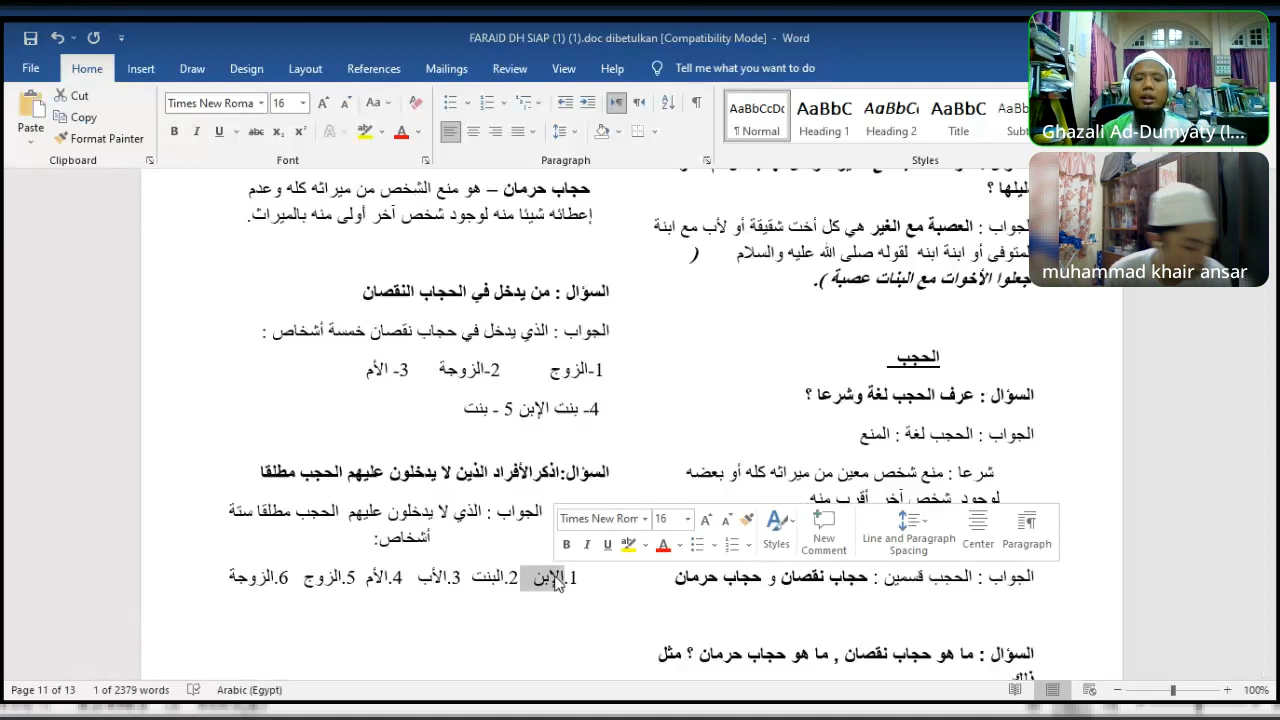 FARAID DH SIAP (1) (1).doc dibetulkan [Compatibility Mode] - Word
File Home Insert Draw Design Layout References Mailings Review View Help Tell me what you want to do
Paste
Cut
Copy
Format Painter
Clipboard
Times New Roma 16
Font
Paragraph
AaBbCcDc AaBbC AaBbCc AaBbC AaBb
¶ Normal Heading 1 Heading 2 Title Subt
Styles
Ghazali Ad-Dumyaty (l...
muhammad khair ansar
دليلها ؟
الجواب : العصبة مع الغير هي كل أخت شقيقة أو لأب مع ابنة
المتوفى أو ابنة ابنه لقوله صلى الله عليه والسلام (
اجعلوا الأخوات مع البنات عصبة ).
الحجب
السؤال : عرف الحجب لغة وشرعا ؟
الجواب : الحجب لغة : المنع
شرعا : منع شخص معين من ميراثه كله أو بعضه
لوجود شخص آخر أقرب منه
الجواب : الحجب قسمين : حجاب نقصان و حجاب حرمان
السؤال : ما هو حجاب نقصان , ما هو حجاب حرمان ؟ مثل
ذلك
حجاب حرمان – هو منع الشخص من ميراثه كله وعدم
إعطائه شيئا منه لوجود شخص آخر أولى منه بالميراث.
السؤال : من يدخل في الحجاب النقصان
الجواب : الذي يدخل في حجاب نقصان خمسة أشخاص :
1-الزوج 2-الزوجة 3- الأم
4- بنت الإبن 5 - بنت
السؤال:اذكرالأفراد الذين لا يدخلون عليهم الحجب مطلقا
الجواب : الذي لا يدخلون عليهم الحجب مطلقا ستة
أشخاص:
1.الإبن 2.البنت 3.الأب 4.الأم 5.الزوج 6.الزوجة
Times New Rom 16
Styles
New Comment
Line and Paragraph Spacing
Center
Paragraph
Page 11 of 13 1 of 2379 words Arabic (Egypt) 100%